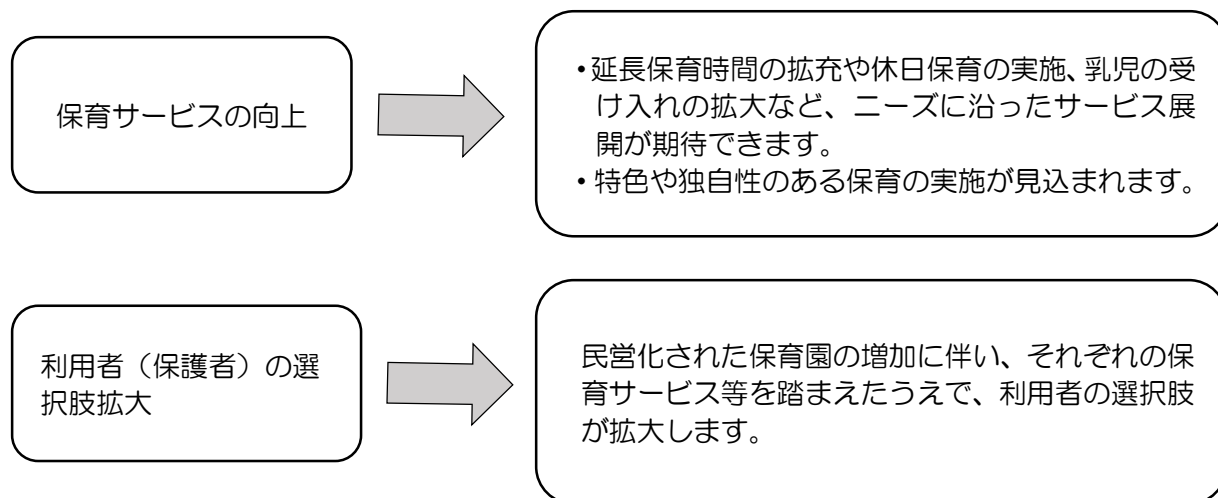 保育サービスの向上
・延長保育時間の拡充や休日保育の実施、乳児の受
け入れの拡大など、ニーズに沿ったサービス展
開が期待できます。
・特色や独自性のある保育の実施が見込まれます。
利用者（保護者）の選
択肢拡大
民営化された保育園の増加に伴い、それぞれの保
育サービス等を踏まえたうえで、利用者の選択肢
が拡大します。